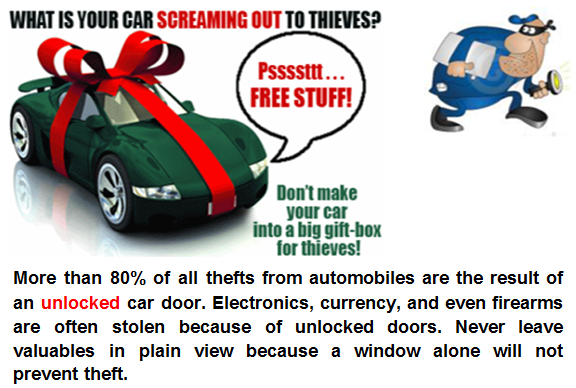 WHAT IS YOUR CAR SCREAMING OUT TO THIEVES?
Pssssttt . . .
FREE STUFF!
Don't make
your car
into a big gift-box
for thieves!
More than 80% of all thefts from automobiles are the result of
an unlocked car door. Electronics, currency, and even firearms
are often stolen because of unlocked doors. Never leave
valuables in plain view because a window alone will not
prevent theft.